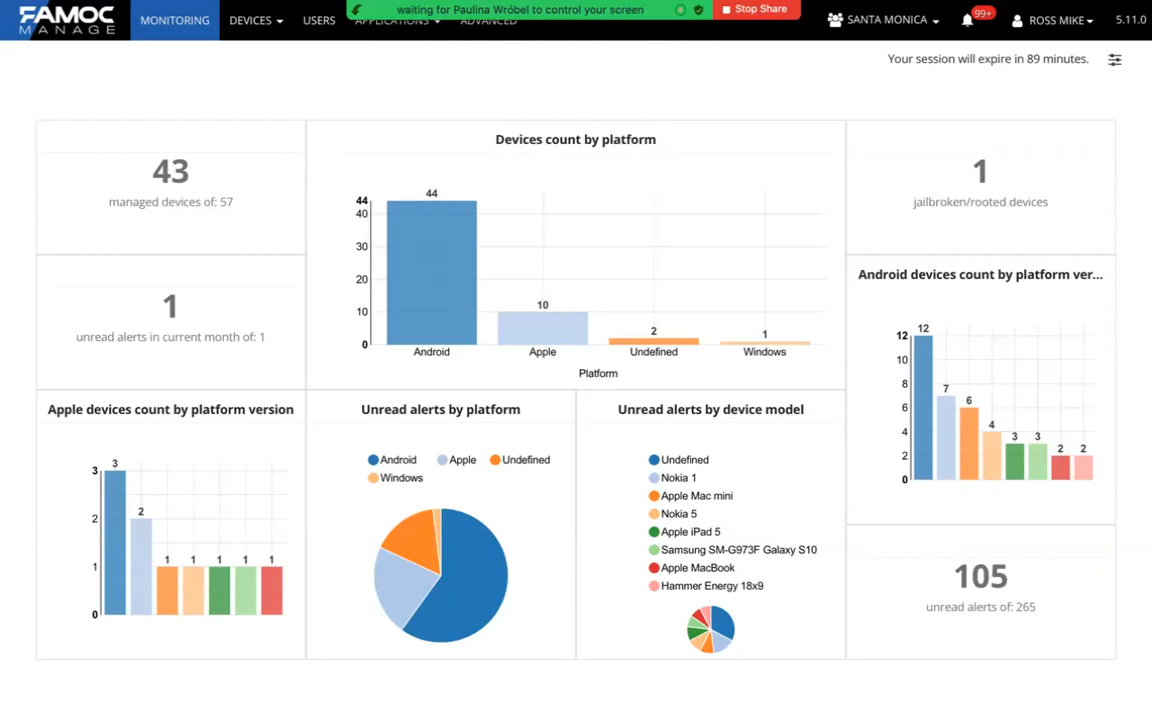 FAMOC
MANAGE
MONITORING
DEVICES
USERS
APPLICATIONS
ADVANCED
waiting for Paulina Wróbel to control your screen
Stop Share
SANTA MONICA
99+
ROSS MIKE
5.11.0
Your session will expire in 89 minutes.
43
managed devices of: 57
Devices count by platform
44
44
40
30
20
10
0
10
2
1
Android
Apple
Undefined
Windows
Platform
1
jailbroken/rooted devices
1
unread alerts in current month of: 1
Android devices count by platform ver...
12
12
10
8
6
4
2
0
7
6
4
3
3
2
2
Apple devices count by platform version
3
3
2
1
0
2
1
1
1
1
1
Unread alerts by platform
Android
Apple
Undefined
Windows
Unread alerts by device model
Undefined
Nokia 1
Apple Mac mini
Nokia 5
Apple iPad 5
Samsung SM-G973F Galaxy S10
Apple MacBook
Hammer Energy 18x9
105
unread alerts of: 265